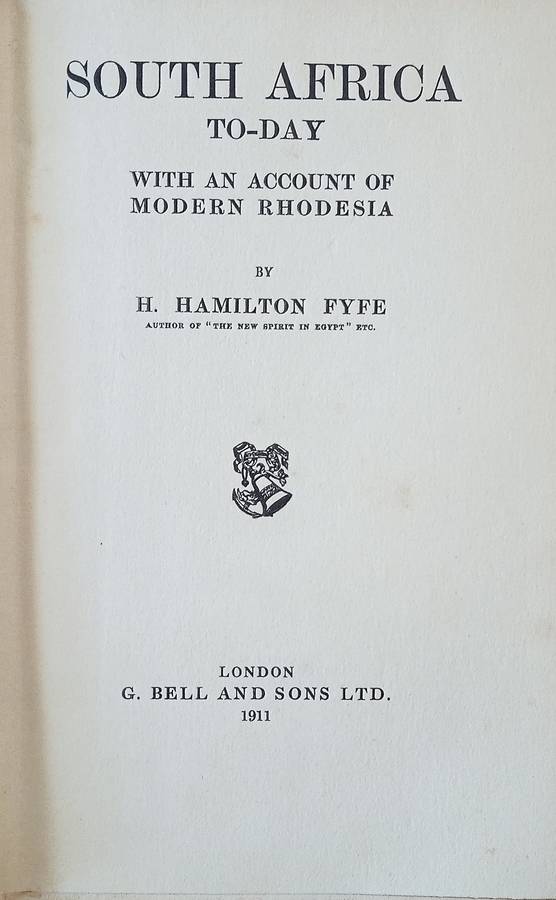 SOUTH AFRICA
TO-DAY
WITH AN ACCOUNT OF
MODERN RHODESIA
BY
H. HAMILTON FYFE
AUTHOR OF "THE NEW SPIRIT IN EGYPT" ETC.
LONDON
G. BELL AND SONS LTD.
1911